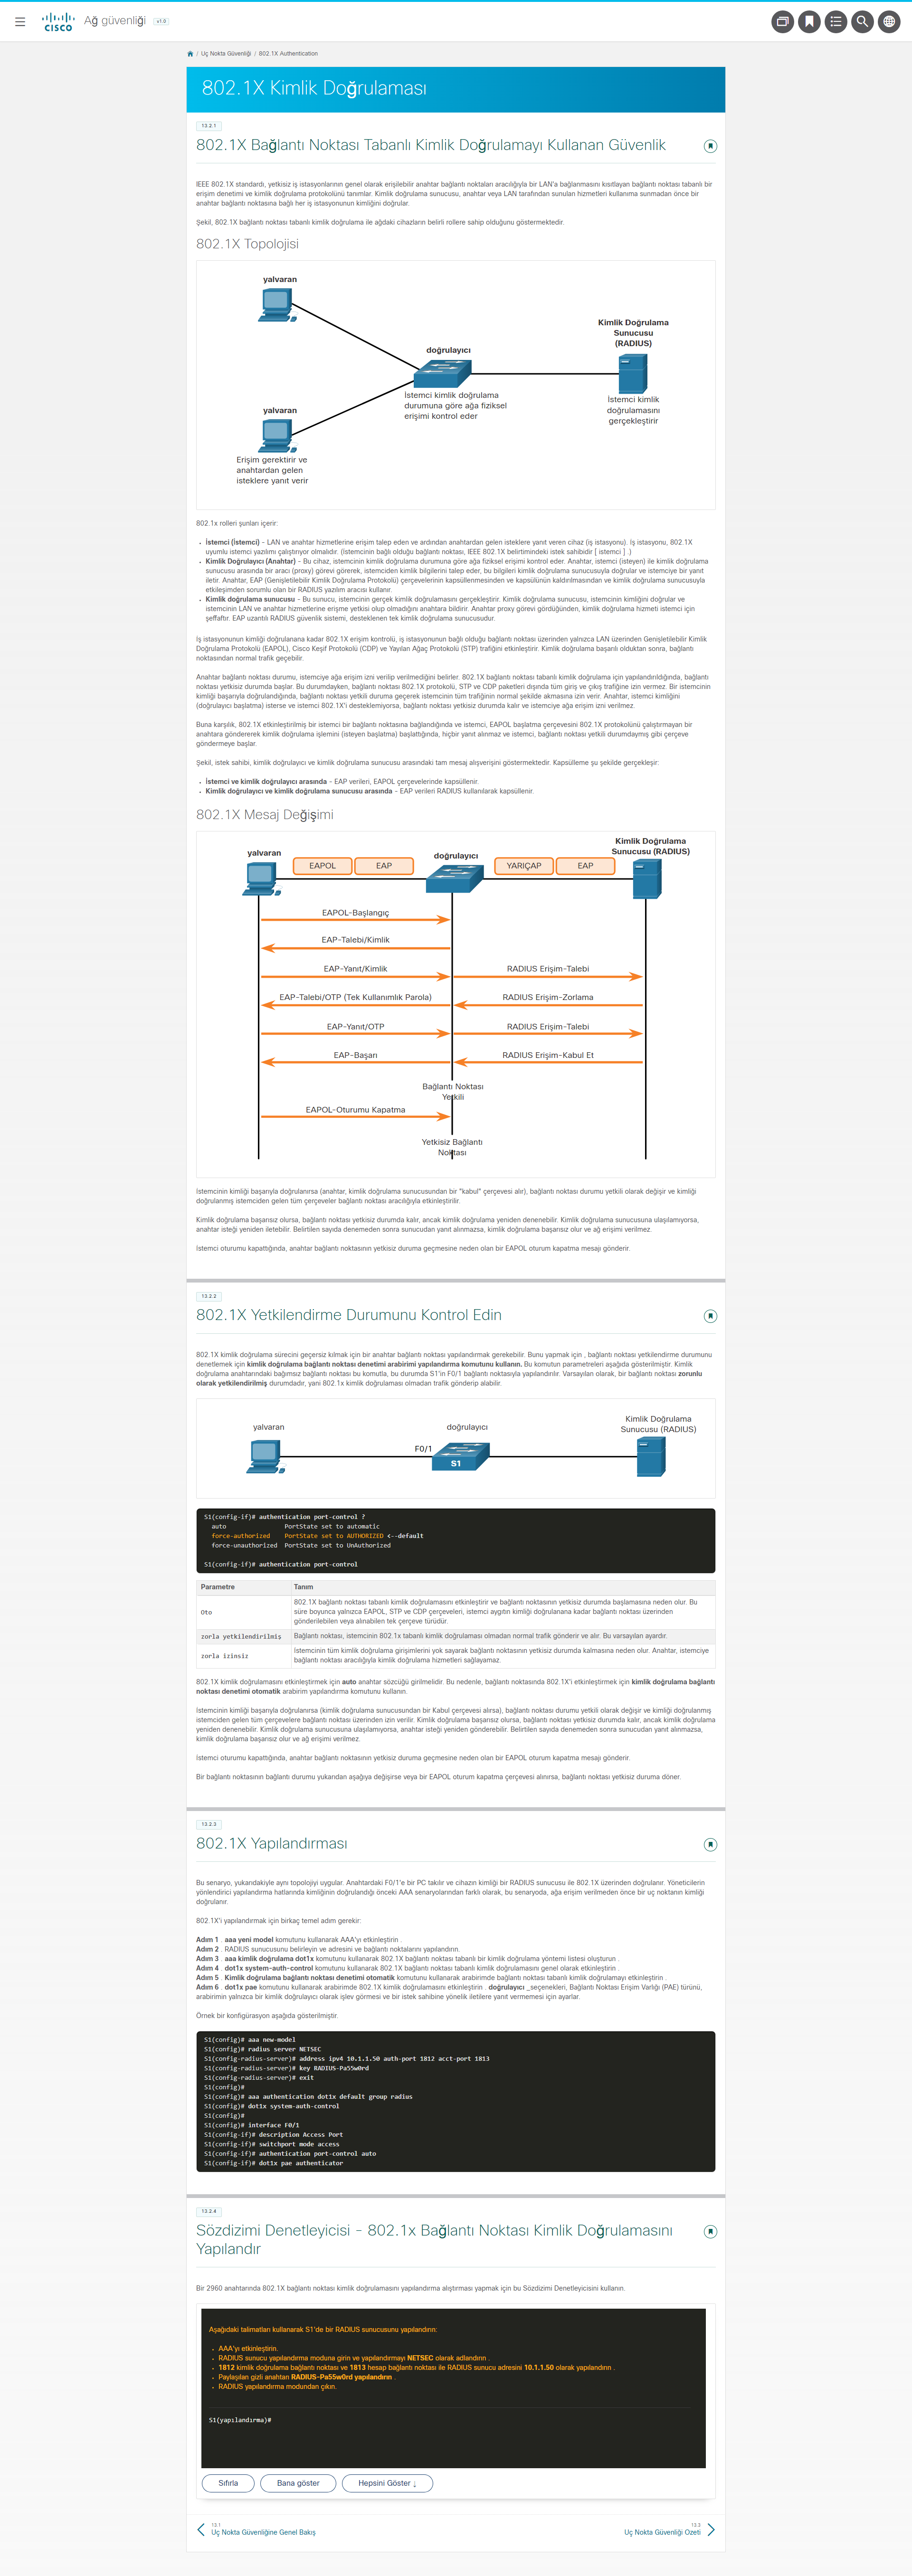 CISCO
Ağ güvenliği
v1.0
/ Uç Nokta Güvenliği / 802.1X Authentication
802.1X Kimlik Doğrulaması
13.2.1
802.1X Bağlantı Noktası Tabanlı Kimlik Doğrulamayı Kullanan Güvenlik
IEEE 802.1X standardı, yetkisiz iş istasyonlarının genel olarak erişilebilir anahtar bağlantı noktaları aracılığıyla bir LAN'a bağlanmasını kısıtlayan bağlantı noktası tabanlı bir
erişim denetimi ve kimlik doğrulama protokolünü tanımlar. Kimlik doğrulama sunucusu, anahtar veya LAN tarafından sunulan hizmetleri kullanıma sunmadan önce bir
anahtar bağlantı noktasına bağlı her iş istasyonunun kimliğini doğrular.
Şekil, 802.1X bağlantı noktası tabanlı kimlik doğrulama ile ağdaki cihazların belirli rollere sahip olduğunu göstermektedir.
802.1X Topolojisi
yalvaran
Kimlik Doğrulama
Sunucusu
(RADIUS)
doğrulayıcı
İstemci kimlik doğrulama
durumuna göre ağa fiziksel
erişimi kontrol eder
İstemci kimlik
doğrulamasını
gerçekleştirir
yalvaran
Erişim gerektirir ve
anahtardan gelen
isteklere yanıt verir
802.1x rolleri şunları içerir:
• İstemci (İstemci) - LAN ve anahtar hizmetlerine erişim talep eden ve ardından anahtardan gelen isteklere yanıt veren cihaz (iş istasyonu). İş istasyonu, 802.1X
uyumlu istemci yazılımı çalıştırıyor olmalıdır. (istemcinin bağlı olduğu bağlantı noktası, IEEE 802.1X belirtimindeki istek sahibidir [ istemci ] .)
• Kimlik Doğrulayıcı (Anahtar) - Bu cihaz, istemcinin kimlik doğrulama durumuna göre ağa fiziksel erişimi kontrol eder. Anahtar, istemci (isteyen) ile kimlik doğrulama
sunucusu arasında bir aracı (proxy) görevi görerek, istemciden kimlik bilgilerini talep eder, bu bilgileri kimlik doğrulama sunucusuyla doğrular ve istemciye bir yanıt
iletir. Anahtar, EAP (Genişletilebilir Kimlik Doğrulama Protokolü) çerçevelerinin kapsüllenmesinden ve kapsülünün kaldırılmasından ve kimlik doğrulama sunucusuyla
etkileşimden sorumlu olan bir RADIUS yazılım aracısı kullanır.
• Kimlik doğrulama sunucusu - Bu sunucu, istemcinin gerçek kimlik doğrulamasını gerçekleştirir. Kimlik doğrulama sunucusu, istemcinin kimliğini doğrular ve
istemcinin LAN ve anahtar hizmetlerine erişme yetkisi olup olmadığını anahtara bildirir. Anahtar proxy görevi gördüğünden, kimlik doğrulama hizmeti istemci için
şeffaftır. EAP uzantılı RADIUS güvenlik sistemi, desteklenen tek kimlik doğrulama sunucusudur.
İş istasyonunun kimliği doğrulanana kadar 802.1X erişim kontrolü, iş istasyonunun bağlı olduğu bağlantı noktası üzerinden yalnızca LAN üzerinden Genişletilebilir Kimlik
Doğrulama Protokolü (EAPOL), Cisco Keşif Protokolü (CDP) ve Yayılan Ağaç Protokolü (STP) trafiğini etkinleştirir. Kimlik doğrulama başarılı olduktan sonra, bağlantı
noktasından normal trafik geçebilir.
Anahtar bağlantı noktası durumu, istemciye ağa erişim izni verilip verilmediğini belirler. 802.1X bağlantı noktası tabanlı kimlik doğrulama için yapılandırıldığında, bağlantı
noktası yetkisiz durumda başlar. Bu durumdayken, bağlantı noktası 802.1X protokolü, STP ve CDP paketleri dışında tüm giriş ve çıkış trafiğine izin vermez. Bir istemcinin
kimliği başarıyla doğrulandığında, bağlantı noktası yetkili duruma geçerek istemcinin tüm trafiğinin normal şekilde akmasına izin verir. Anahtar, istemci kimliğini
(doğrulayıcı başlatma) isterse ve istemci 802.1X'i desteklemiyorsa, bağlantı noktası yetkisiz durumda kalır ve istemciye ağa erişim izni verilmez.
Buna karşılık, 802.1X etkinleştirilmiş bir istemci bir bağlantı noktasına bağlandığında ve istemci, EAPOL başlatma çerçevesini 802.1X protokolünü çalıştırmayan bir
anahtara göndererek kimlik doğrulama işlemini (isteyen başlatma) başlattığında, hiçbir yanıt alınmaz ve istemci, bağlantı noktası yetkili durumdaymış gibi çerçeve
göndermeye başlar.
Şekil, istek sahibi, kimlik doğrulayıcı ve kimlik doğrulama sunucusu arasındaki tam mesaj alışverişini göstermektedir. Kapsülleme şu şekilde gerçekleşir:
• İstemci ve kimlik doğrulayıcı arasında - EAP verileri, EAPOL çerçevelerinde kapsüllenir.
• Kimlik doğrulayıcı ve kimlik doğrulama sunucusu arasında - EAP verileri RADIUS kullanılarak kapsüllenir.
802.1X Mesaj Değişimi
yalvaran
EAPOL
EAP
doğrulayıcı
YARIÇAP
EAP
Kimlik Doğrulama
Sunucusu (RADIUS)
EAPOL-Başlangıç
EAP-Talebi/Kimlik
EAP-Yanıt/Kimlik
RADIUS Erişim-Talebi
EAP-Talebi/OTP (Tek Kullanımlık Parola)
RADIUS Erişim-Zorlama
EAP-Yanıt/OTP
RADIUS Erişim-Talebi
EAP-Başarı
RADIUS Erişim-Kabul Et
Bağlantı Noktası
Yetkili
EAPOL-Oturumu Kapatma
Yetkisiz Bağlantı
Noktası
İstemcinin kimliği başarıyla doğrulanırsa (anahtar, kimlik doğrulama sunucusundan bir "kabul" çerçevesi alır), bağlantı noktası durumu yetkili olarak değişir ve kimliği
doğrulanmış istemciden gelen tüm çerçeveler bağlantı noktası aracılığıyla etkinleştirilir.
Kimlik doğrulama başarısız olursa, bağlantı noktası yetkisiz durumda kalır, ancak kimlik doğrulama yeniden denenebilir. Kimlik doğrulama sunucusuna ulaşılamıyorsa,
anahtar isteği yeniden iletebilir. Belirtilen sayıda denemeden sonra sunucudan yanıt alınmazsa, kimlik doğrulama başarısız olur ve ağ erişimi verilmez.
İstemci oturumu kapattığında, anahtar bağlantı noktasının yetkisiz duruma geçmesine neden olan bir EAPOL oturum kapatma mesajı gönderir.
13.2.2
802.1X Yetkilendirme Durumunu Kontrol Edin
802.1X kimlik doğrulama sürecini geçersiz kılmak için bir anahtar bağlantı noktası yapılandırmak gerekebilir. Bunu yapmak için , bağlantı noktası yetkilendirme durumunu
denetlemek için kimlik doğrulama bağlantı noktası denetimi arabirimi yapılandırma komutunu kullanın. Bu komutun parametreleri aşağıda gösterilmiştir. Kimlik
doğrulama anahtarındaki bağımsız bağlantı noktası bu komutla, bu durumda S1'in F0/1 bağlantı noktasıyla yapılandırılır. Varsayılan olarak, bir bağlantı noktası zorunlu
olarak yetkilendirilmiş durumdadır, yani 802.1x kimlik doğrulaması olmadan trafik gönderip alabilir.
yalvaran
doğrulayıcı
Kimlik Doğrulama
Sunucusu (RADIUS)
F0/1
S1
S1(config-if)# authentication port-control ?
auto PortState set to automatic
force-authorized PortState set to AUTHORIZED <--default
force-unauthorized PortState set to UnAuthorized
S1(config-if)# authentication port-control
Parametre Tanım
Oto
802.1X bağlantı noktası tabanlı kimlik doğrulamasını etkinleştirir ve bağlantı noktasının yetkisiz durumda başlamasına neden olur. Bu
süre boyunca yalnızca EAPOL, STP ve CDP çerçeveleri, istemci aygıtın kimliği doğrulanana kadar bağlantı noktası üzerinden
gönderilebilen veya alınabilen tek çerçeve türüdür.
zorla yetkilendirilmiş Bağlantı noktası, istemcinin 802.1x tabanlı kimlik doğrulaması olmadan normal trafik gönderir ve alır. Bu varsayılan ayardır.
zorla izinsiz
İstemcinin tüm kimlik doğrulama girişimlerini yok sayarak bağlantı noktasının yetkisiz durumda kalmasına neden olur. Anahtar, istemciye
bağlantı noktası aracılığıyla kimlik doğrulama hizmetleri sağlayamaz.
802.1X kimlik doğrulamasını etkinleştirmek için auto anahtar sözcüğü girilmelidir. Bu nedenle, bağlantı noktasında 802.1X'i etkinleştirmek için kimlik doğrulama bağlantı
noktası denetimi otomatik arabirim yapılandırma komutunu kullanın.
İstemcinin kimliği başarıyla doğrulanırsa (kimlik doğrulama sunucusundan bir Kabul çerçevesi alırsa), bağlantı noktası durumu yetkili olarak değişir ve kimliği doğrulanmış
istemciden gelen tüm çerçevelere bağlantı noktası üzerinden izin verilir. Kimlik doğrulama başarısız olursa, bağlantı noktası yetkisiz durumda kalır, ancak kimlik doğrulama
yeniden denenebilir. Kimlik doğrulama sunucusuna ulaşılamıyorsa, anahtar isteği yeniden gönderebilir. Belirtilen sayıda denemeden sonra sunucudan yanıt alınmazsa,
kimlik doğrulama başarısız olur ve ağ erişimi verilmez.
İstemci oturumu kapattığında, anahtar bağlantı noktasının yetkisiz duruma geçmesine neden olan bir EAPOL oturum kapatma mesajı gönderir.
Bir bağlantı noktasının bağlantı durumu yukarıdan aşağıya değişirse veya bir EAPOL oturum kapatma çerçevesi alınırsa, bağlantı noktası yetkisiz duruma döner.
13.2.3
802.1X Yapılandırması
Bu senaryo, yukarıdakiyle aynı topolojiyi uygular. Anahtardaki F0/1'e bir PC takılır ve cihazın kimliği bir RADIUS sunucusu ile 802.1X üzerinden doğrulanır. Yöneticilerin
yönlendirici yapılandırma hatlarında kimliğinin doğrulandığı önceki AAA senaryolarından farklı olarak, bu senaryoda, ağa erişim verilmeden önce bir uç noktanın kimliği
doğrulanır.
802.1X'i yapılandırmak için birkaç temel adım gerekir:
Adım 1 . aaa yeni model komutunu kullanarak AAA'yı etkinleştirin .
Adım 2 . RADIUS sunucusunu belirleyin ve adresini ve bağlantı noktalarını yapılandırın.
Adım 3 . aaa kimlik doğrulama dot1x komutunu kullanarak 802.1X bağlantı noktası tabanlı bir kimlik doğrulama yöntemi listesi oluşturun .
Adım 4 . dot1x system-auth-control komutunu kullanarak 802.1X bağlantı noktası tabanlı kimlik doğrulamasını genel olarak etkinleştirin .
Adım 5 . Kimlik doğrulama bağlantı noktası denetimi otomatik komutunu kullanarak arabirimde bağlantı noktası tabanlı kimlik doğrulamayı etkinleştirin .
Adım 6 . dot1x pae komutunu kullanarak arabirimde 802.1X kimlik doğrulamasını etkinleştirin . doğrulayıcı _seçenekleri, Bağlantı Noktası Erişim Varlığı (PAE) türünü,
arabirimin yalnızca bir kimlik doğrulayıcı olarak işlev görmesi ve bir istek sahibine yönelik iletilere yanıt vermemesi için ayarlar.
Örnek bir konfigürasyon aşağıda gösterilmiştir.
S1(config)# aaa new-model
S1(config)# radius server NETSEC
S1(config-radius-server)# address ipv4 10.1.1.50 auth-port 1812 acct-port 1813
S1(config-radius-server)# key RADIUS-Pa55w0rd
S1(config-radius-server)# exit
S1(config)#
S1(config)# aaa authentication dot1x default group radius
S1(config)# dot1x system-auth-control
S1(config)#
S1(config)# interface F0/1
S1(config-if)# description Access Port
S1(config-if)# switchport mode access
S1(config-if)# authentication port-control auto
S1(config-if)# dot1x pae authenticator
13.2.4
Sözdizimi Denetleyicisi - 802.1x Bağlantı Noktası Kimlik Doğrulamasını
Yapılandır
Bir 2960 anahtarında 802.1X bağlantı noktası kimlik doğrulamasını yapılandırma alıştırması yapmak için bu Sözdizimi Denetleyicisini kullanın.
Aşağıdaki talimatları kullanarak S1'de bir RADIUS sunucusunu yapılandırın:
• AAA'yı etkinleştirin.
• RADIUS sunucu yapılandırma moduna girin ve yapılandırmayı NETSEC olarak adlandırın .
• 1812 kimlik doğrulama bağlantı noktası ve 1813 hesap bağlantı noktası ile RADIUS sunucu adresini 10.1.1.50 olarak yapılandırın .
• Paylaşılan gizli anahtarı RADIUS-Pa55w0rd yapılandırın .
• RADIUS yapılandırma modundan çıkın.
S1(yapılandırma)#
Sıfırla
Bana göster
Hepsini Göster ↓
13.1
Uç Nokta Güvenliğine Genel Bakış
13.3
Uç Nokta Güvenliği Özeti